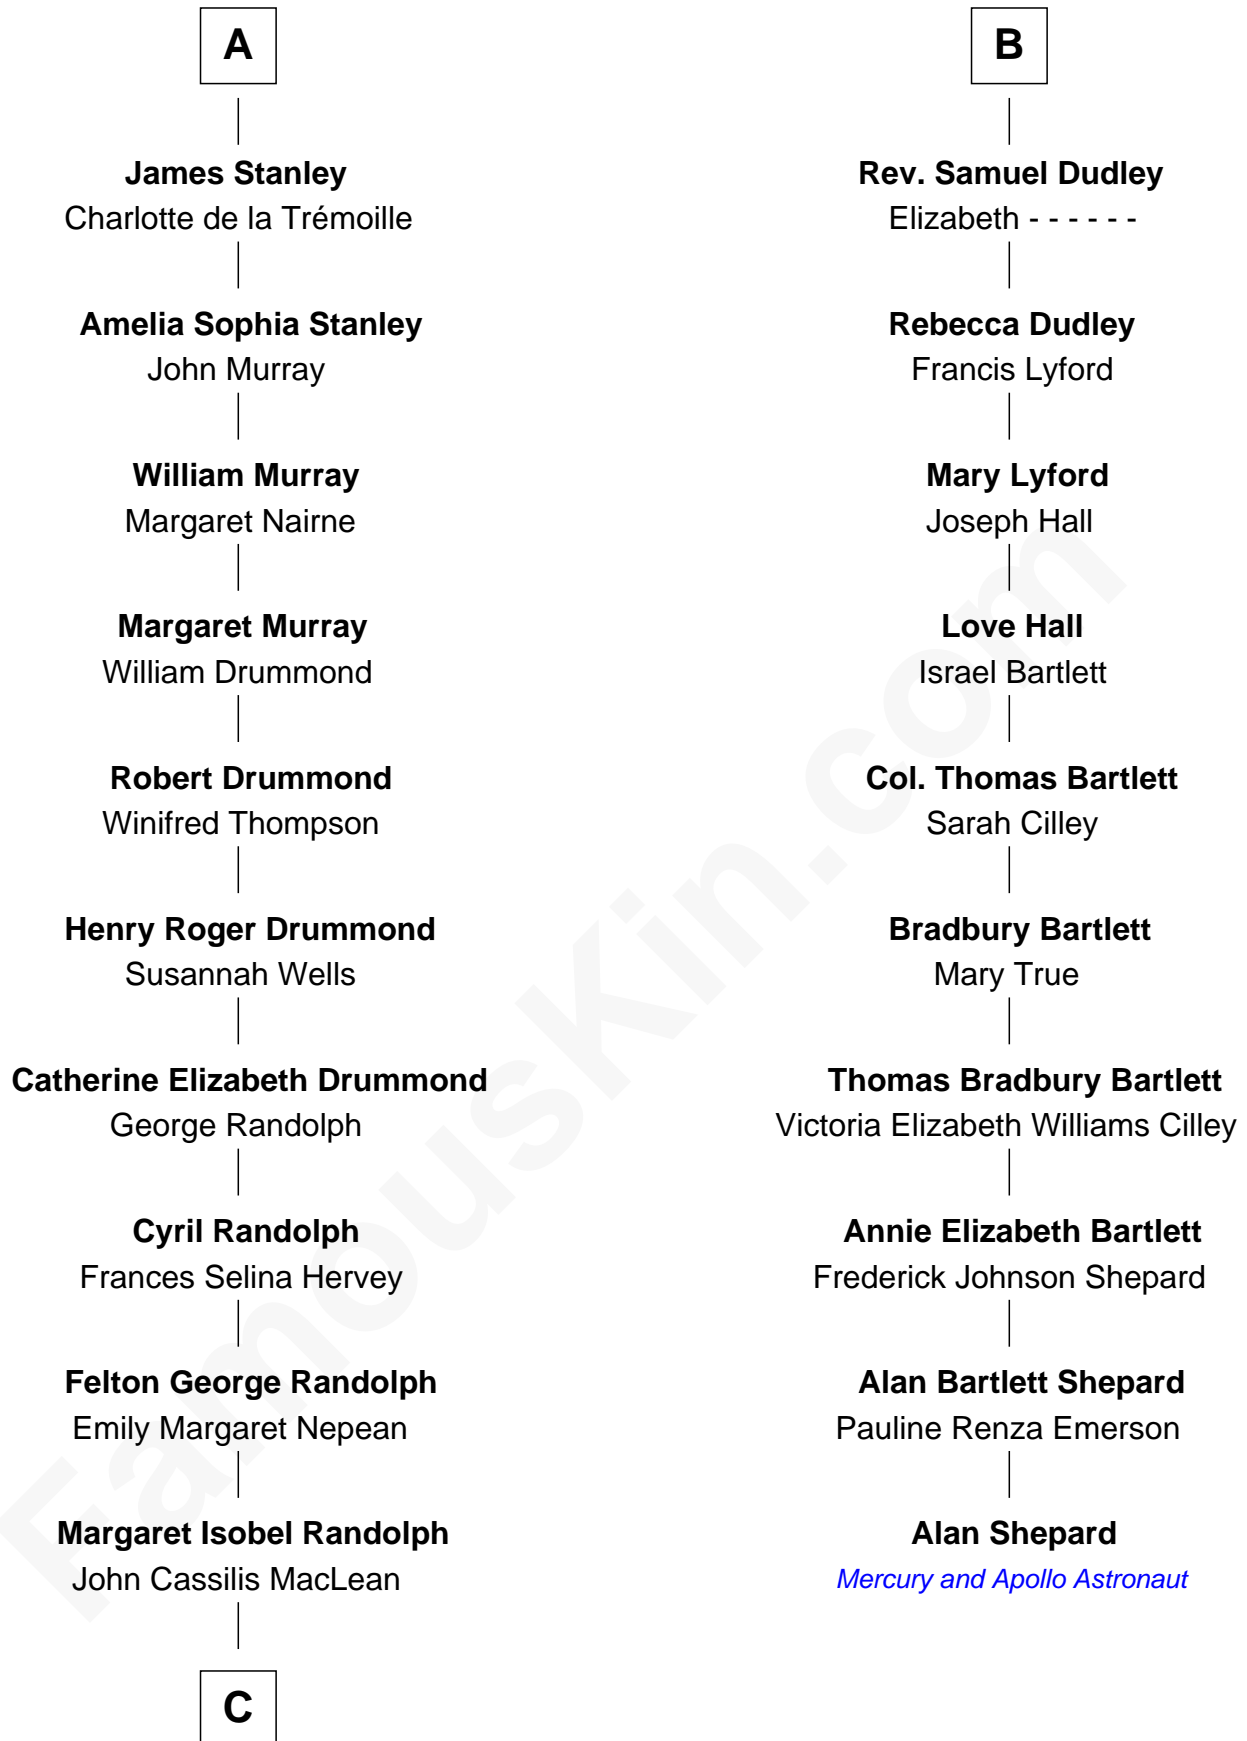 A
James Stanley
Charlotte de la Trémoille
Amelia Sophia Stanley
John Murray
William Murray
Margaret Nairne
Margaret Murray
William Drummond
Robert Drummond
Winifred Thompson
Henry Roger Drummond
Susannah Wells
Catherine Elizabeth Drummond
George Randolph
Cyril Randolph
Frances Selina Hervey
Felton George Randolph
Emily Margaret Nepean
Margaret Isobel Randolph
John Cassilis MacLean
C
B
Rev. Samuel Dudley
Elizabeth - - - - - -
Rebecca Dudley
Francis Lyford
Mary Lyford
Joseph Hall
Love Hall
Israel Bartlett
Col. Thomas Bartlett
Sarah Cilley
Bradbury Bartlett
Mary True
Thomas Bradbury Bartlett
Victoria Elizabeth Williams Cilley
Annie Elizabeth Bartlett
Frederick Johnson Shepard
Alan Bartlett Shepard
Pauline Renza Emerson
Alan Shepard
Mercury and Apollo Astronaut
FamousKin.com